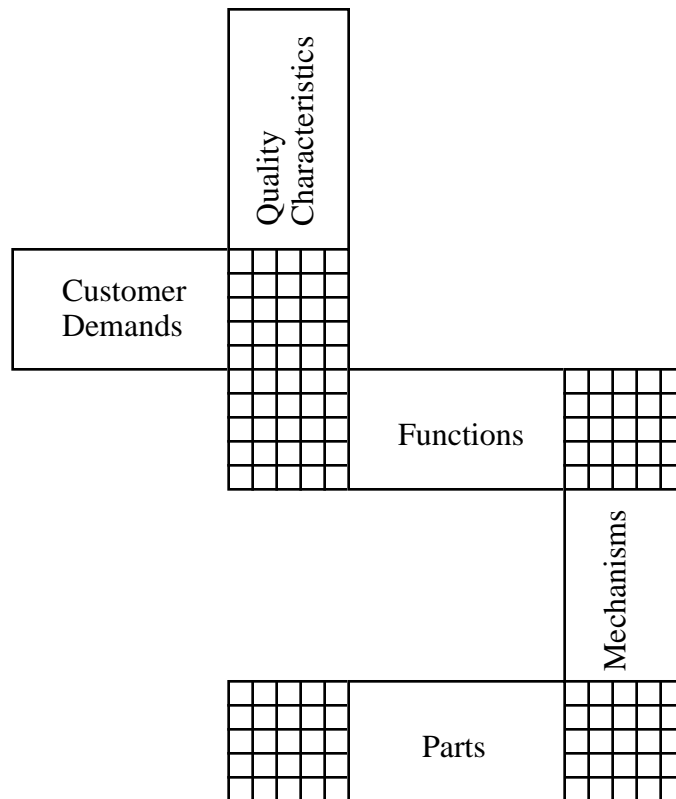 Quality
Characteristics
Customer
Demands
Functions
Mechanisms
Parts